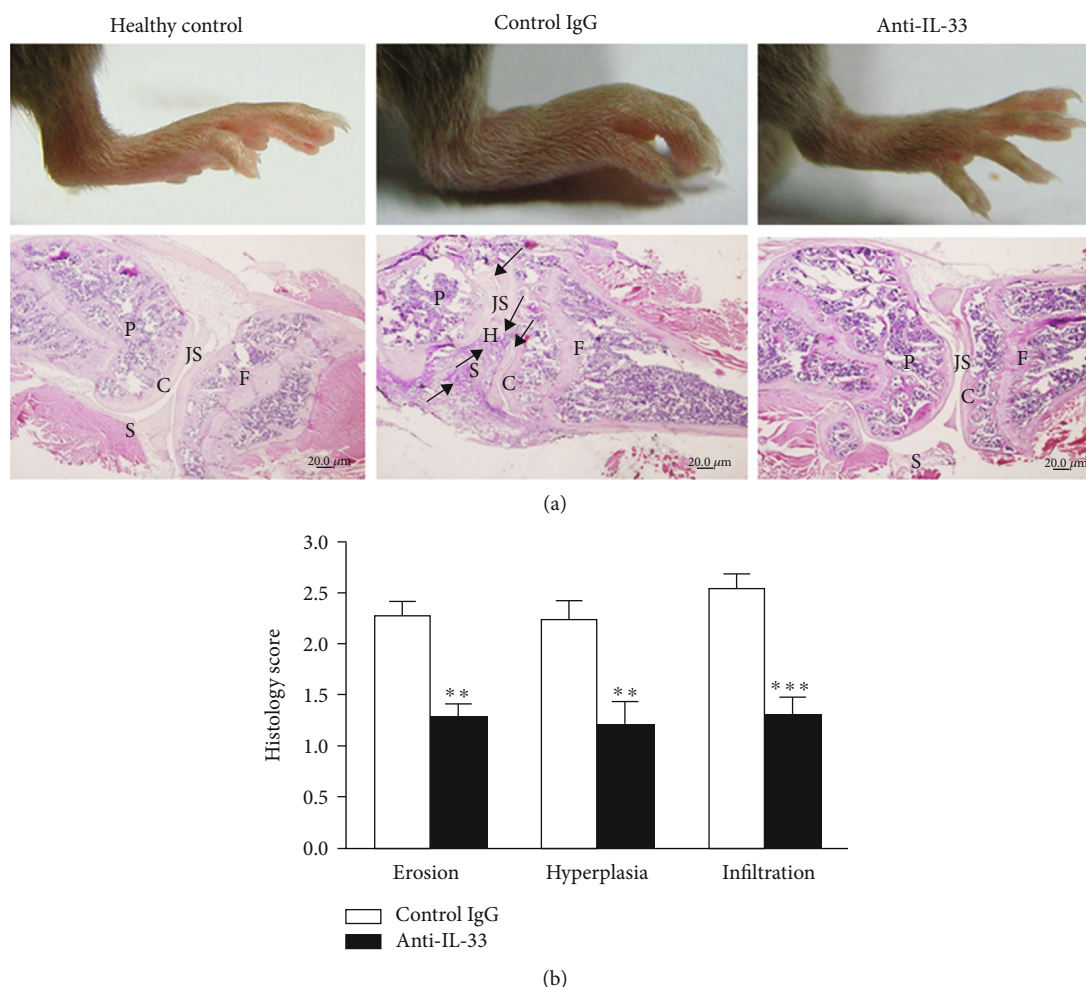 (a)
Healthy control
Control IgG
Anti-IL-33
P
JS
C
F
S
20.0 μm
P
JS
H
S
C
F
20.0 μm
P
JS
F
C
S
20.0 μm
(a)
3.0
2.5
2.0
1.5
1.0
0.5
0.0
Histology score
**
**
***
Erosion
Hyperplasia
Infiltration
Control IgG
Anti-IL-33
(b)